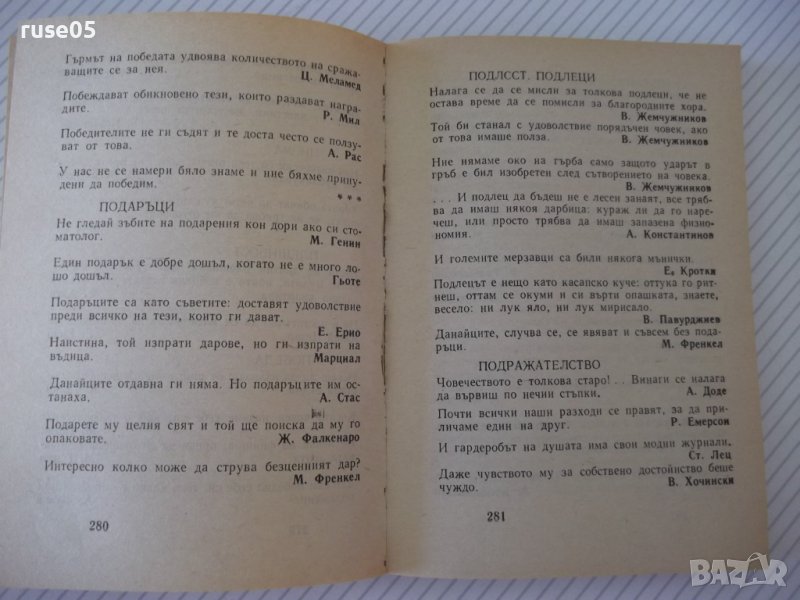 ruse05
Гърмът на победата удвоява количеството на сража-
ващите се за нея.
Ц. Меламед
Побеждават обикновено тези, които раздават награ-
дите.
Р. Мил
Победителите не ги съдят и те доста често се ползу-
ват от това.
А. Рас
У нас не се намери бяло знаме и ние бяхме прину-
дени да победим.
***
ПОДАРЪЦИ
Не гледай зъбите на подарения кон дори ако си сто-
матолог.
М. Генин
Един подарък е добре дошъл, когато не е много ло-
шо дошъл.
Гьоте
Подаръците са като съветите: доставят удоволствие
преди всичко на тези, които ги дават.
Е. Ерио
Наистина, той изпрати дарове, но ги изпрати на
въдица.
Марциал
Данайците отдавна ги няма. Но подаръците им ос-
танаха.
А. Стас
Подарете му целия свят и той ще поиска да му го
опаковате.
Ж. Фалкенаро
Интересно колко може да струва безценният дар?
М. Френкел
280
ПОДЛССТ. ПОДЛЕЦИ
Налага се да се мисли за толкова подлеци, че не
остава време да се помисли за благородните хора.
В. Жемчужников
Той би станал с удоволствие порядъчен човек, ако
от това имаше полза.
В. Жемчужников
Ние нямаме око на гърба само защото ударът в
гръб е бил изобретен след сътворението на човека.
В. Жемчужников
. . . И подлец да бъдеш не е лесен занаят, все тряб-
ва да имаш някоя дарбица: кураж ли да го наре-
чеш, или просто трябва да имаш запазена физио-
номия.
А. Константинов
И големите мерзавци са били някога мънички.
Е. Кротки
Подлецът е нещо като касапско куче: оттука го рит-
неш, оттам се окуми и си върти опашката, знаете,
весело: ни лук яло, ни лук мирисало.
В. Павурджиев
Данайците, случва се, се явяват и съвсем без пода-
ръци.
М. Френкел
ПОДРАЖАТЕЛСТВО
Човечеството е толкова старо! . . Винаги се налага
да вървиш по нечии стъпки.
А. Доде
Почти всички наши разходи се правят, за да при-
личаме един на друг.
Р. Емерсон
И гардеробът на душата има свои модни журнали.
Ст. Лец
Даже чувството му за собствено достойнство беше
чуждо.
В. Хочински
281
BAZAR